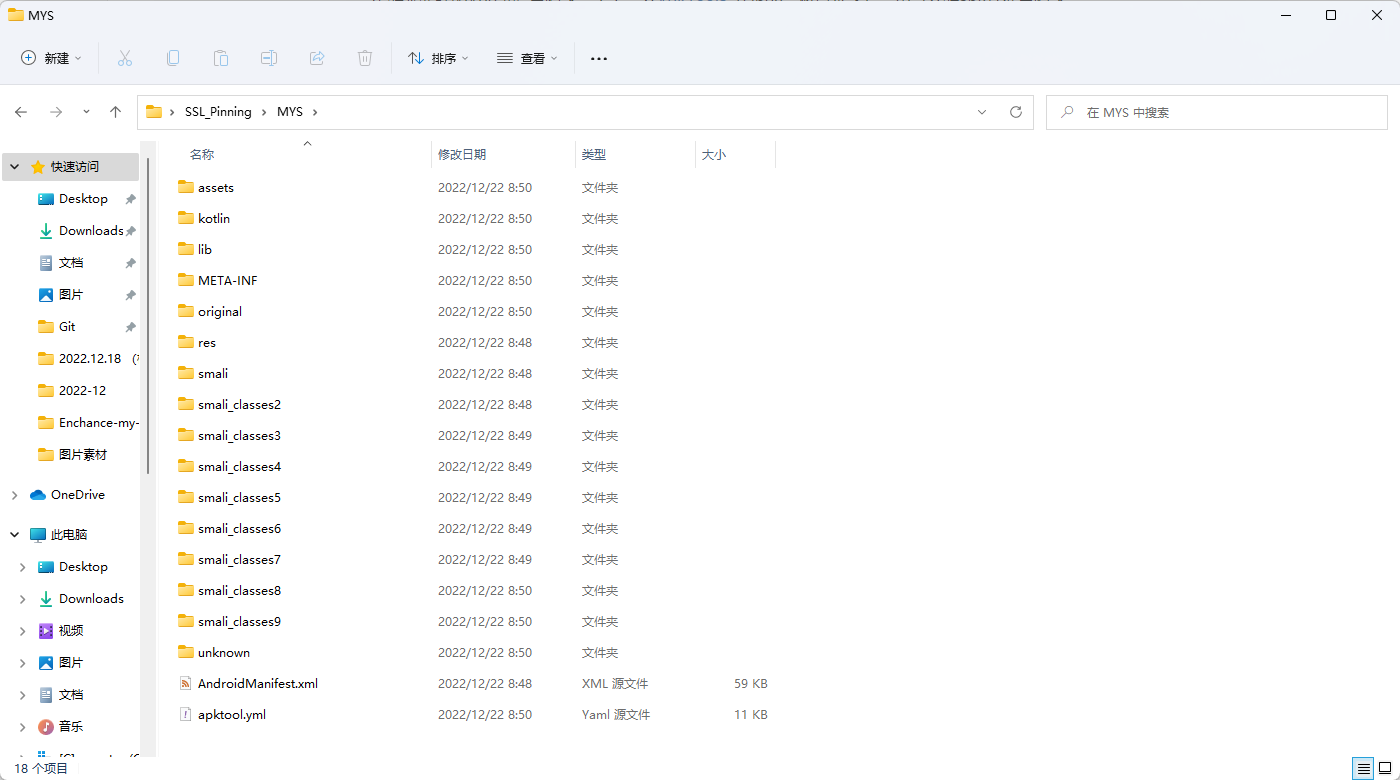 MYS
新建
排序
查看
SSL_Pinning
MYS
在 MYS 中搜索
快速访问
Desktop
Downloads
文档
图片
Git
2022.12.18
2022-12
Enchance-my-
图片素材
OneDrive
此电脑
Desktop
Downloads
视频
图片
文档
音乐
名称 修改日期 类型 大小
assets 2022/12/22 8:50 文件夹
kotlin 2022/12/22 8:50 文件夹
lib 2022/12/22 8:50 文件夹
META-INF 2022/12/22 8:50 文件夹
original 2022/12/22 8:50 文件夹
res 2022/12/22 8:48 文件夹
smali 2022/12/22 8:48 文件夹
smali_classes2 2022/12/22 8:48 文件夹
smali_classes3 2022/12/22 8:49 文件夹
smali_classes4 2022/12/22 8:49 文件夹
smali_classes5 2022/12/22 8:49 文件夹
smali_classes6 2022/12/22 8:49 文件夹
smali_classes7 2022/12/22 8:49 文件夹
smali_classes8 2022/12/22 8:50 文件夹
smali_classes9 2022/12/22 8:50 文件夹
unknown 2022/12/22 8:50 文件夹
AndroidManifest.xml 2022/12/22 8:48 XML 源文件 59 KB
apktool.yml 2022/12/22 8:50 Yaml 源文件 11 KB
18 个项目